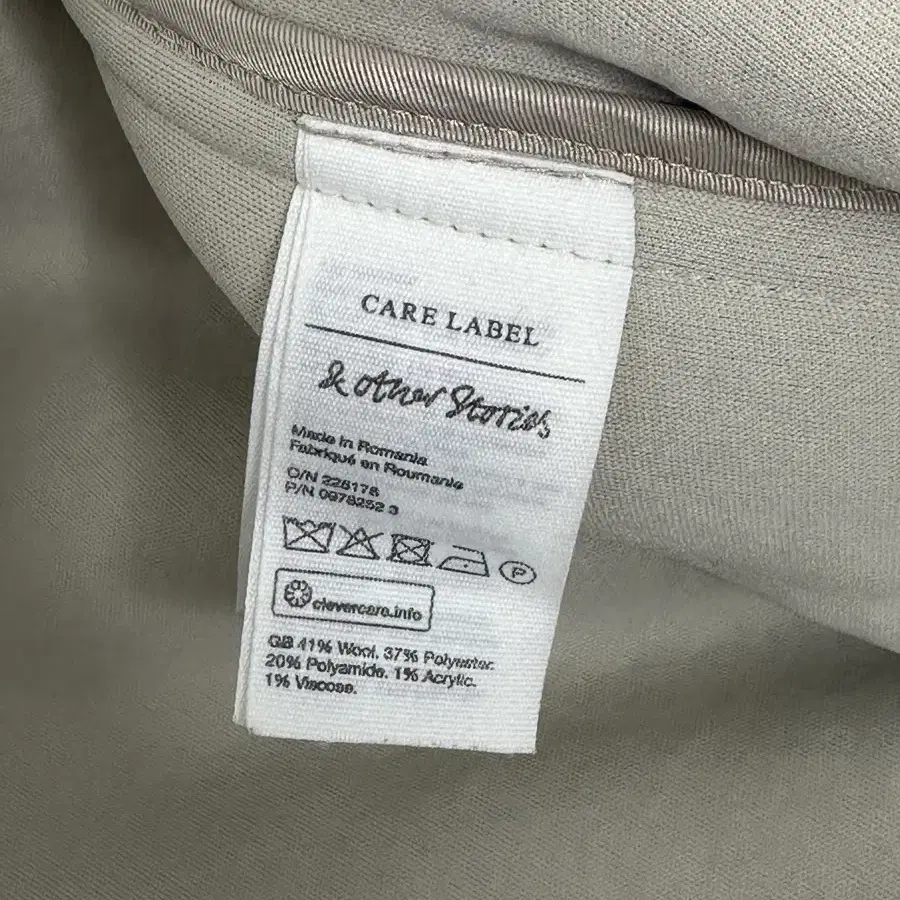 CARE LABEL
& other Stories
Made in Romania
Fabriqué en Roumanie
O/N 226178
P/N 0978252 3
P
clevercare.info
GB 41% Wool. 37% Polyester.
20% Polyamide. 1% Acrylic.
1% Viscose.